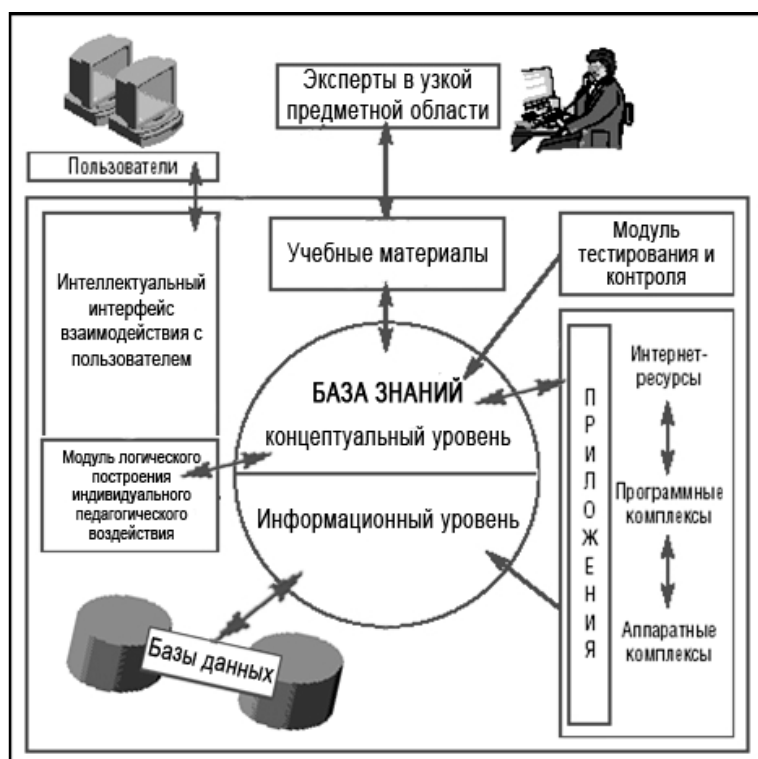 Эксперты в узкой
предметной области
Пользователи
Учебные материалы
Модуль
тестирования и
контроля
Интеллектуальный
интерфейс
взаимодействия с
пользователем
Модуль логического
построения
индивидуального
педагогического
воздействия
БАЗА ЗНАНИЙ
концептуальный уровень
Информационный уровень
ПРИЛОЖЕНИЯ
Интернет-
ресурсы
Программные
комплексы
Аппаратные
комплексы
Базы данных